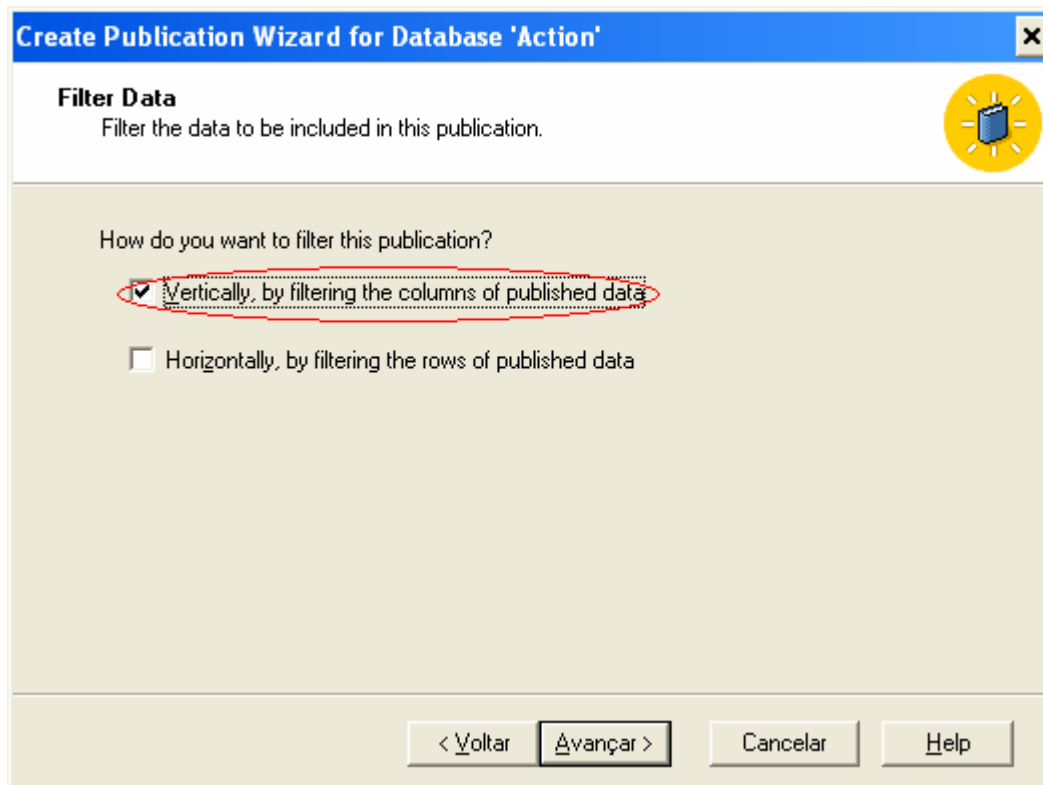 Create Publication Wizard for Database 'Action'
Filter Data
Filter the data to be included in this publication.
How do you want to filter this publication?
Vertically, by filtering the columns of published data
Horizontally, by filtering the rows of published data
< Voltar
Avançar >
Cancelar
Help